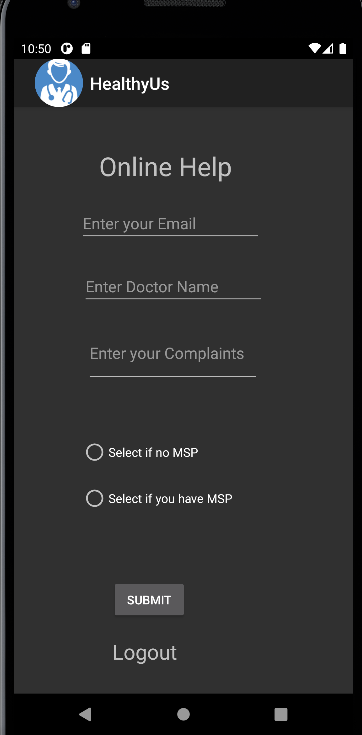 10:50
HealthyUs
Online Help
Enter your Email
Enter Doctor Name
Enter your Complaints
Select if no MSP
Select if you have MSP
SUBMIT
Logout